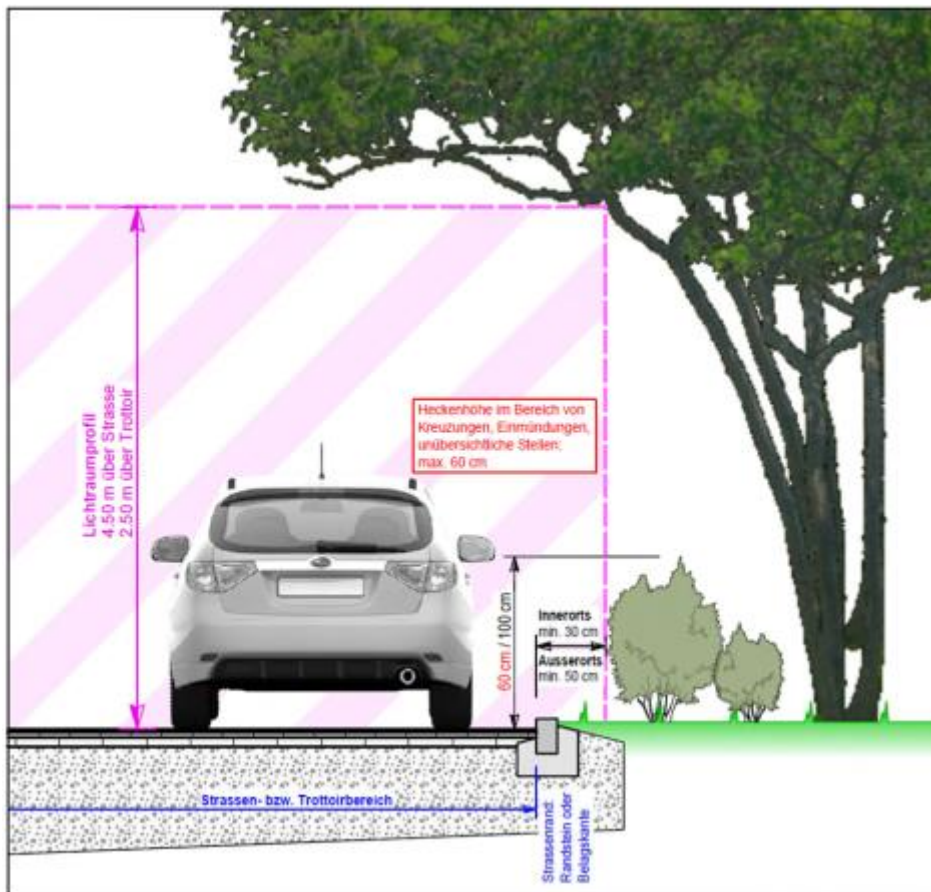 Lichtraumprofil
4.50 m über Strasse
2.50 m über Trottoir
Heckenhöhe im Bereich von
Kreuzungen, Einmündungen,
unübersichtliche Stellen:
max. 60 cm
60 cm / 100 cm
Innerorts
min. 30 cm
Ausserorts
min. 50 cm
Strassen- bzw. Trottoirbereich
Strassenrand:
Randstein oder
Belagskante